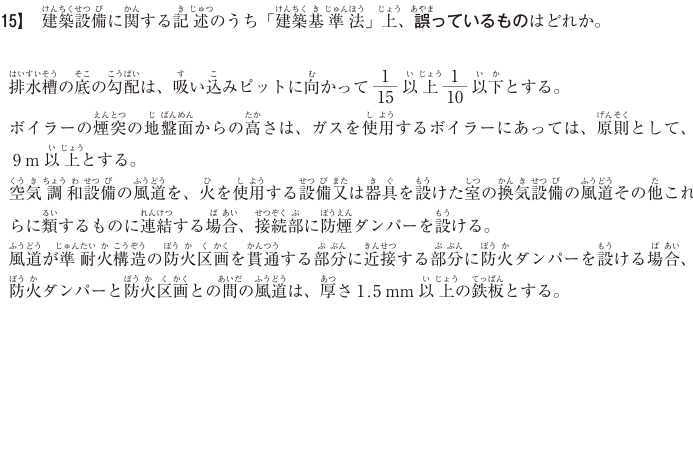 15】 建築設備に関する記述のうち「建築基準法」上、誤っているものはどれか。
排水槽の底の勾配は、吸い込みピットに向かって1/15以上1/10以下とする。
ボイラーの煙突の地盤面からの高さは、ガスを使用するボイラーにあっては、原則として、
9m以上とする。
空気調和設備の風道を、火を使用する設備又は器具を設けた室の換気設備の風道その他これ
らに類するものに連結する場合、接続部に防煙ダンパーを設ける。
風道が準耐火構造の防火区画を貫通する部分に近接する部分に防火ダンパーを設ける場合、
防火ダンパーと防火区画との間の風道は、厚さ1.5mm以上の鉄板とする。